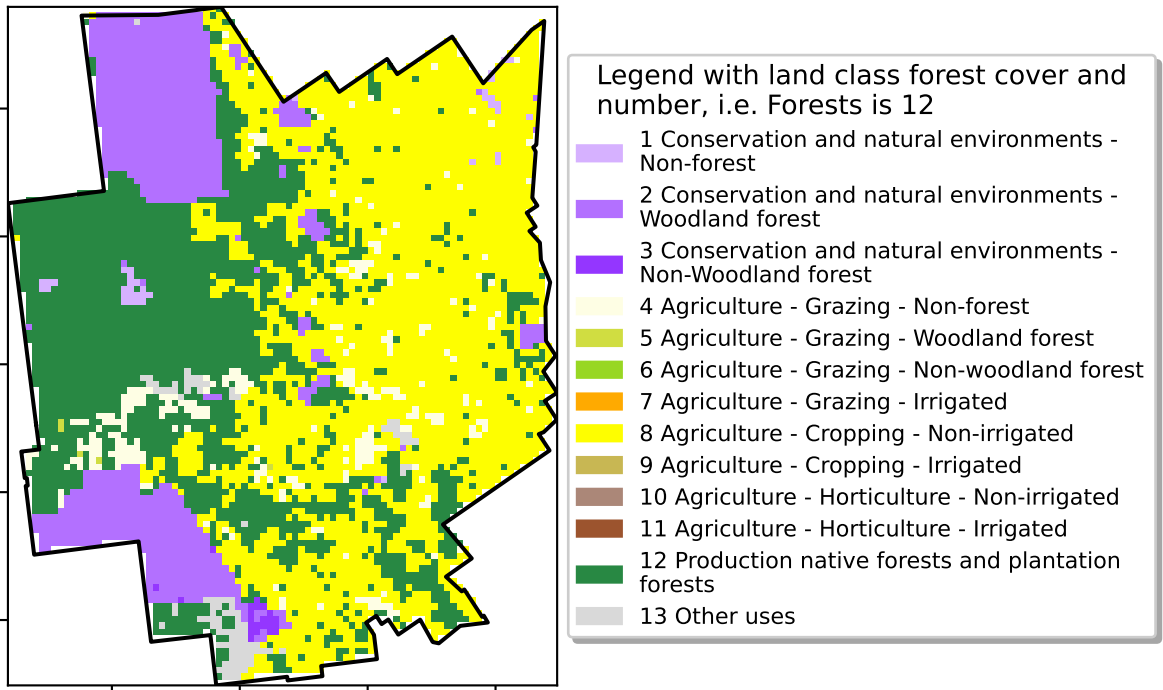 Legend with land class forest cover and
number, i.e. Forests is 12
1 Conservation and natural environments -
Non-forest
2 Conservation and natural environments -
Woodland forest
3 Conservation and natural environments -
Non-Woodland forest
4 Agriculture - Grazing - Non-forest
5 Agriculture - Grazing - Woodland forest
6 Agriculture - Grazing - Non-woodland forest
7 Agriculture - Grazing - Irrigated
8 Agriculture - Cropping - Non-irrigated
9 Agriculture - Cropping - Irrigated
10 Agriculture - Horticulture - Non-irrigated
11 Agriculture - Horticulture - Irrigated
12 Production native forests and plantation
forests
13 Other uses